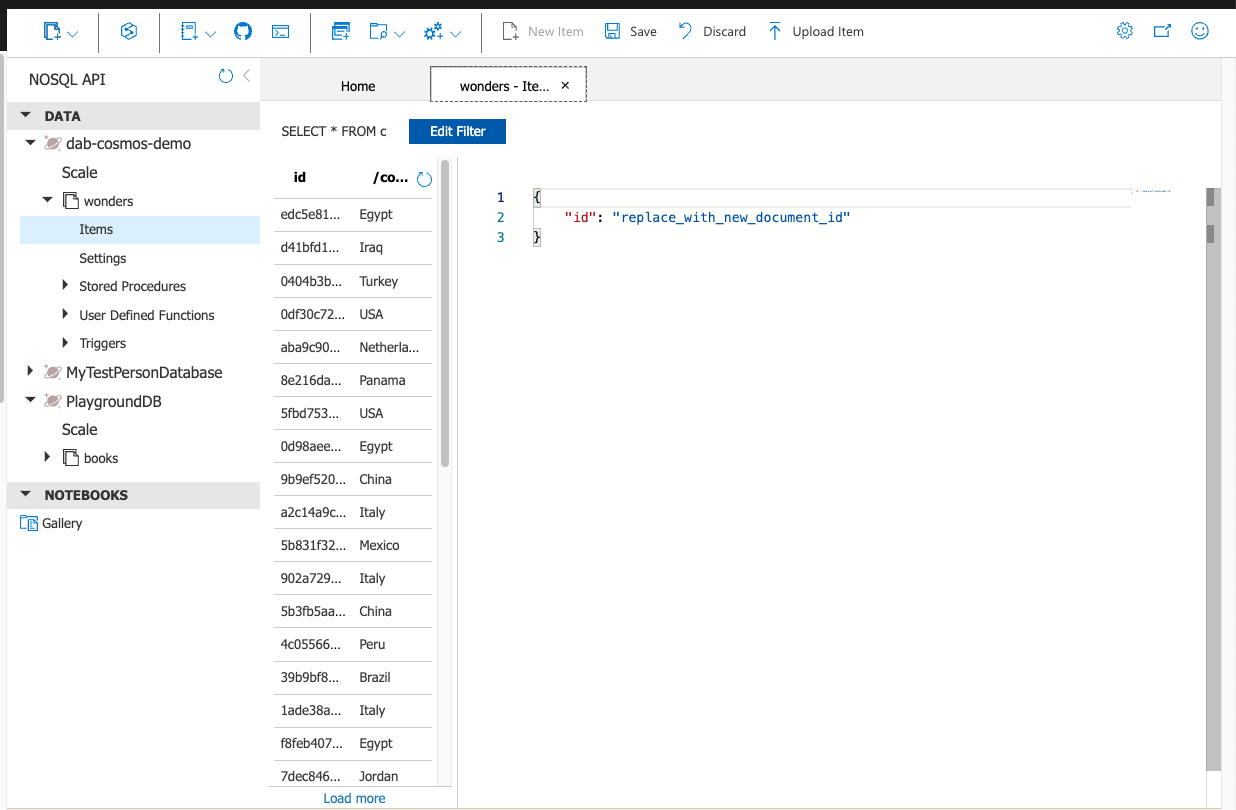 New Item Save Discard Upload Item
NOSQL API
DATA
dab-cosmos-demo
Scale
wonders
Items
Settings
Stored Procedures
User Defined Functions
Triggers
MyTestPersonDatabase
PlaygroundDB
Scale
books
NOTEBOOKS
Gallery
Home wonders - Ite...
SELECT * FROM c Edit Filter
id /co...
edc5e81... Egypt
d41bfd1... Iraq
0404b3b... Turkey
0df30c72... USA
aba9c90... Netherla...
8e216da... Panama
5fbd753... USA
0d98aee... Egypt
9b9ef520... China
a2c14a9c... Italy
5b831f32... Mexico
902a729... Italy
5b3fb5aa... China
4c05566... Peru
39b9bf8... Brazil
1ade38a... Italy
f8feb407... Egypt
7dec846... Jordan
Load more
1 {
2 "id": "replace_with_new_document_id"
3 }